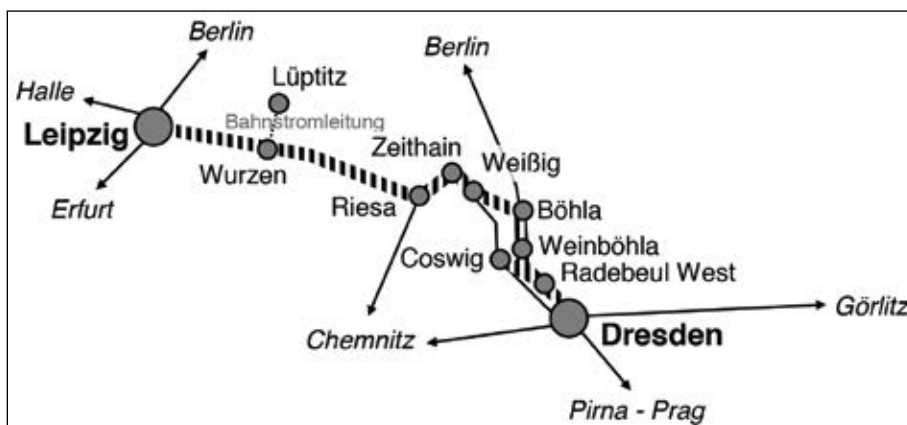 Berlin
Berlin
Halle
Lüptitz
Bahnstromleitung
Leipzig
Zeithain
Weißig
Wurzen
Erfurt
Riesa
Böhla
Weinböhla
Coswig
Radebeul West
Görlitz
Chemnitz
Dresden
Pirna - Prag